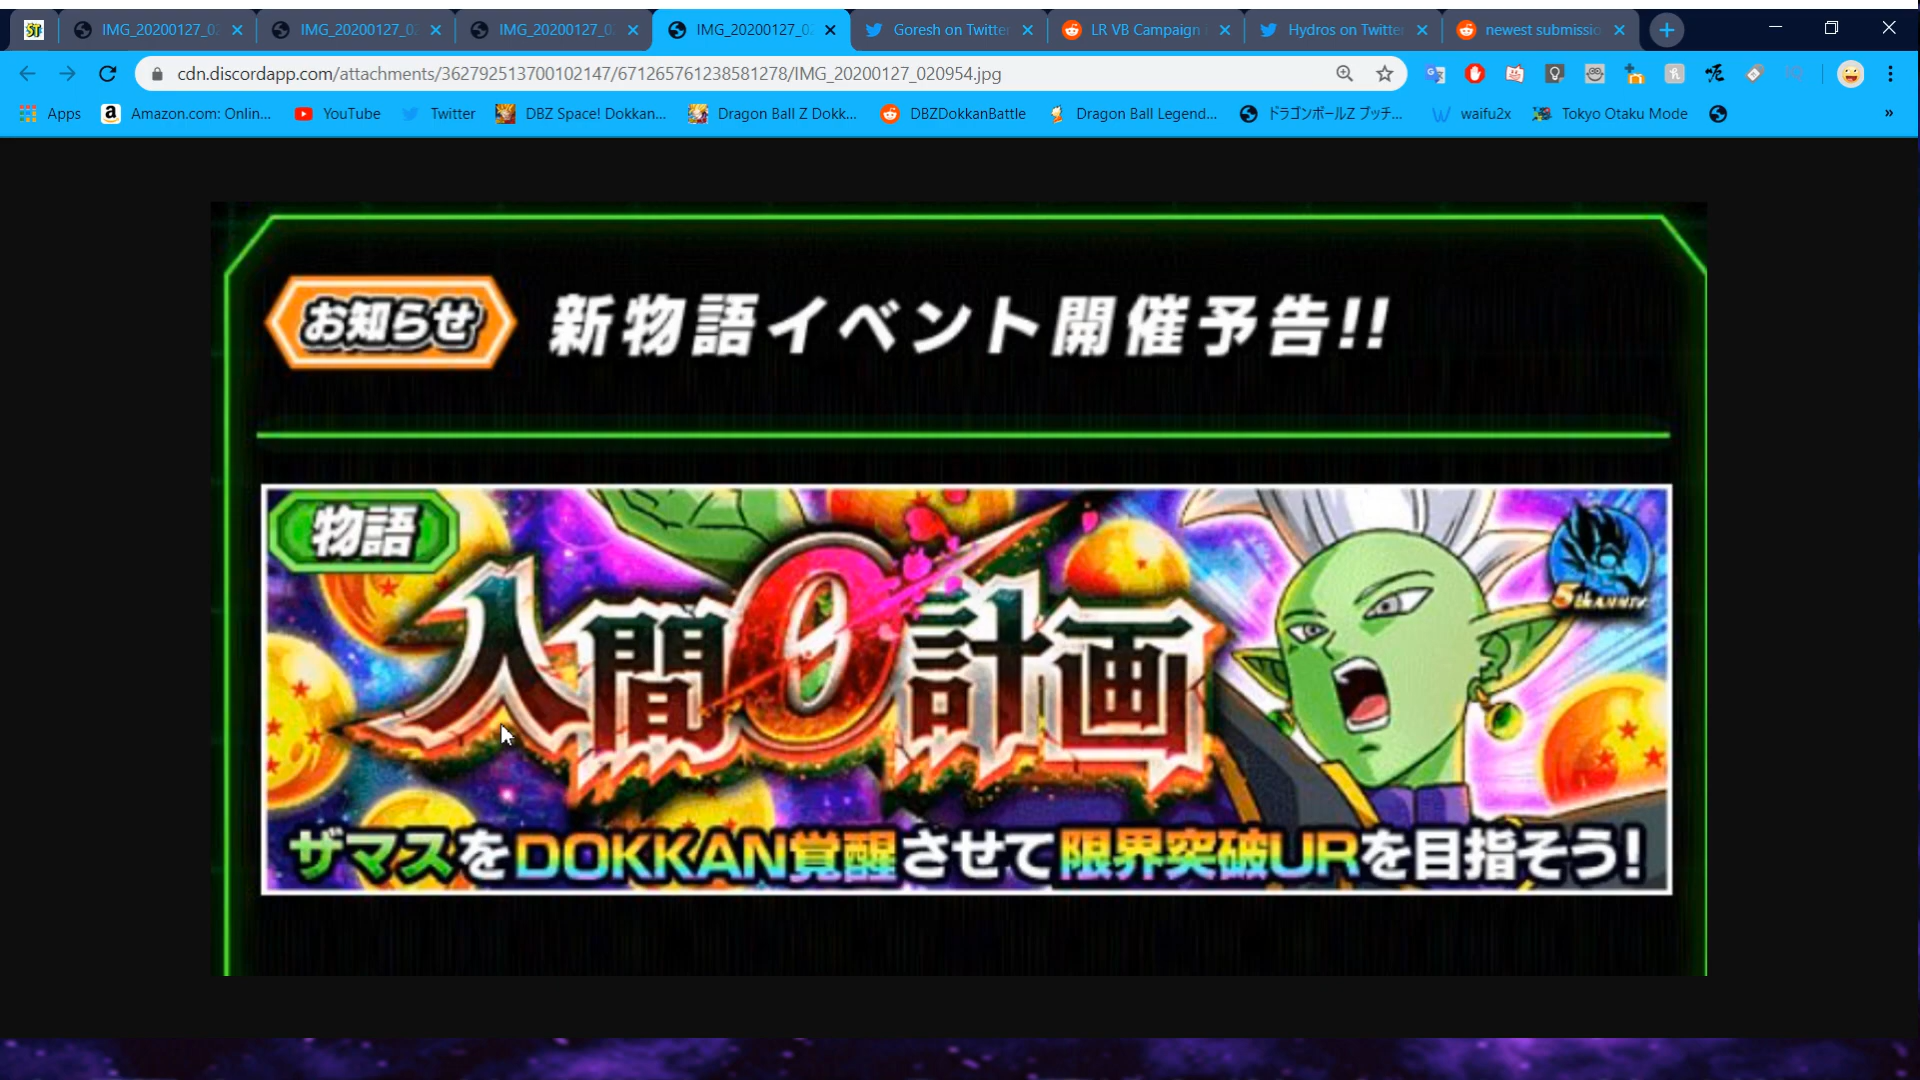 IMG_20200127_02
IMG_20200127_02
IMG_20200127_02
IMG_20200127_02
Goresh on Twitter
LR VB Campaign
Hydros on Twitter
newest submissio
cdn.discordapp.com/attachments/362792513700102147/671265761238581278/IMG_20200127_020954.jpg
Apps
Amazon.com: Onlin...
YouTube
Twitter
DBZ Space! Dokkan...
Dragon Ball Z Dokk...
DBZDokkanBattle
Dragon Ball Legend...
ドラゴンボールZ ブッチ...
waifu2x
Tokyo Otaku Mode
»
お知らせ
新物語イベント開催予告!!
物語
人間0計画
5thANNIV
ザマスをDOKKAN覚醒させて限界突破URを目指そう!